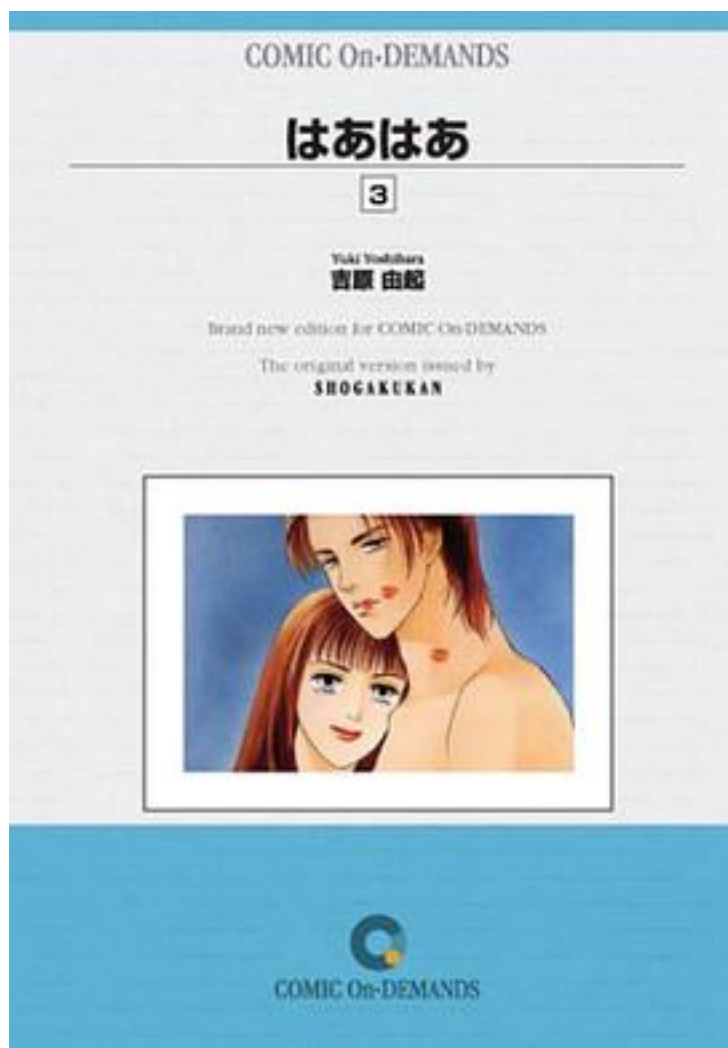 COMIC On-DEMANDS
はあはあ
3
Yuki Yoshihara
吉原 由起
Brand new edition for COMIC On-DEMANDS
The original version issued by
SHOGAKUKAN
COMIC On-DEMANDS